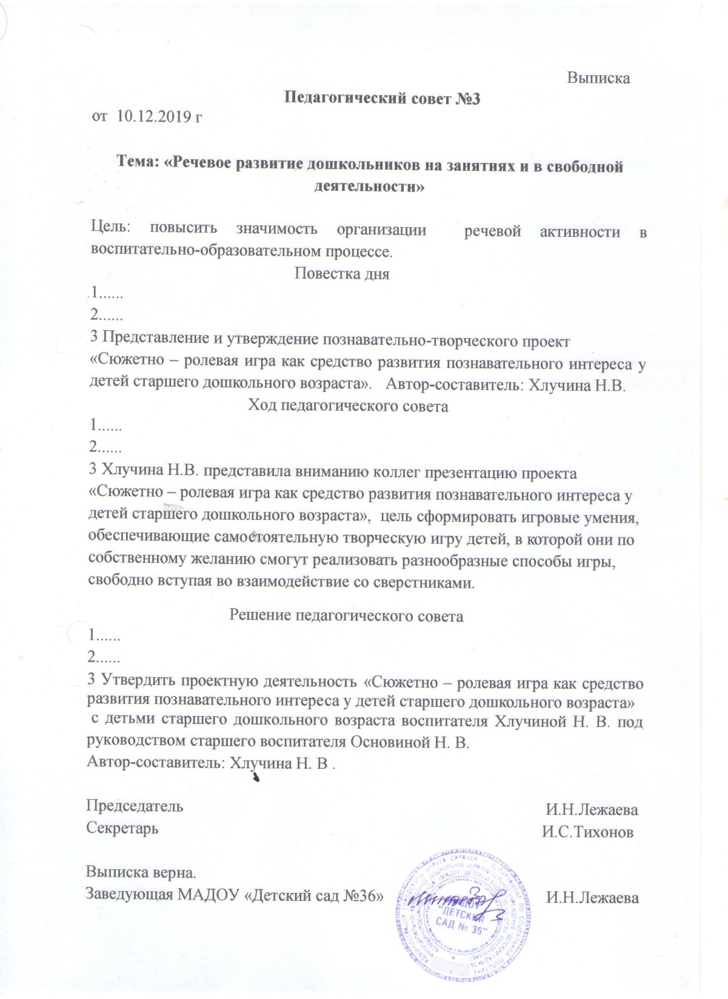 Выписка
Педагогический совет №3
от 10.12.2019 г
Тема: «Речевое развитие дошкольников на занятиях и в свободной
деятельности»
Цель: повысить значимость организации речевой активности в
воспитательно-образовательном процессе.
Повестка дня
1......
2......
3 Представление и утверждение познавательно-творческого проект
«Сюжетно – ролевая игра как средство развития познавательного интереса у
детей старшего дошкольного возраста». Автор-составитель: Хлучина Н.В.
Ход педагогического совета
1......
2......
3 Хлучина Н.В. представила вниманию коллег презентацию проекта
«Сюжетно – ролевая игра как средство развития познавательного интереса у
детей старшего дошкольного возраста», цель сформировать игровые умения,
обеспечивающие самостоятельную творческую игру детей, в которой они по
собственному желанию смогут реализовать разнообразные способы игры,
свободно вступая во взаимодействие со сверстниками.
Решение педагогического совета
1......
2......
3 Утвердить проектную деятельность «Сюжетно – ролевая игра как средство
развития познавательного интереса у детей старшего дошкольного возраста»
с детьми старшего дошкольного возраста воспитателя Хлучиной Н. В. под
руководством старшего воспитателя Основиной Н. В.
Автор-составитель: Хлучина Н. В .
Председатель И.Н.Лежаева
Секретарь И.С.Тихонов
Выписка верна.
Заведующая МАДОУ «Детский сад №36» И.Н.Лежаева
МАДОУ
"ДЕТСКИЙ
САД № 36"